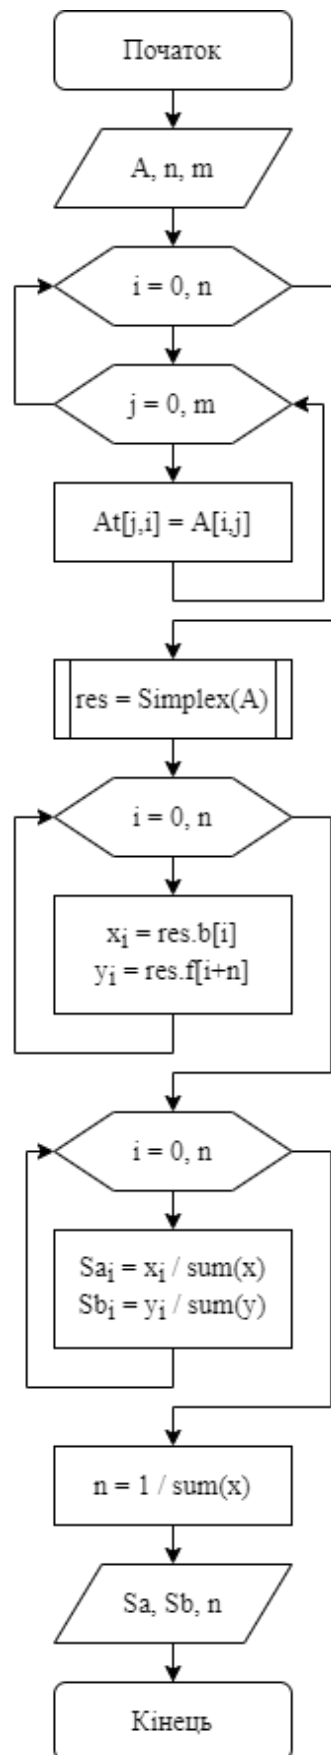 Початок
A, n, m
i = 0, n
j = 0, m
At[j,i] = A[i,j]
res = Simplex(A)
i = 0, n
xi = res.b[i]
yi = res.f[i+n]
i = 0, n
Sai = xi / sum(x)
Sbi = yi / sum(y)
n = 1 / sum(x)
Sa, Sb, n
Кінець